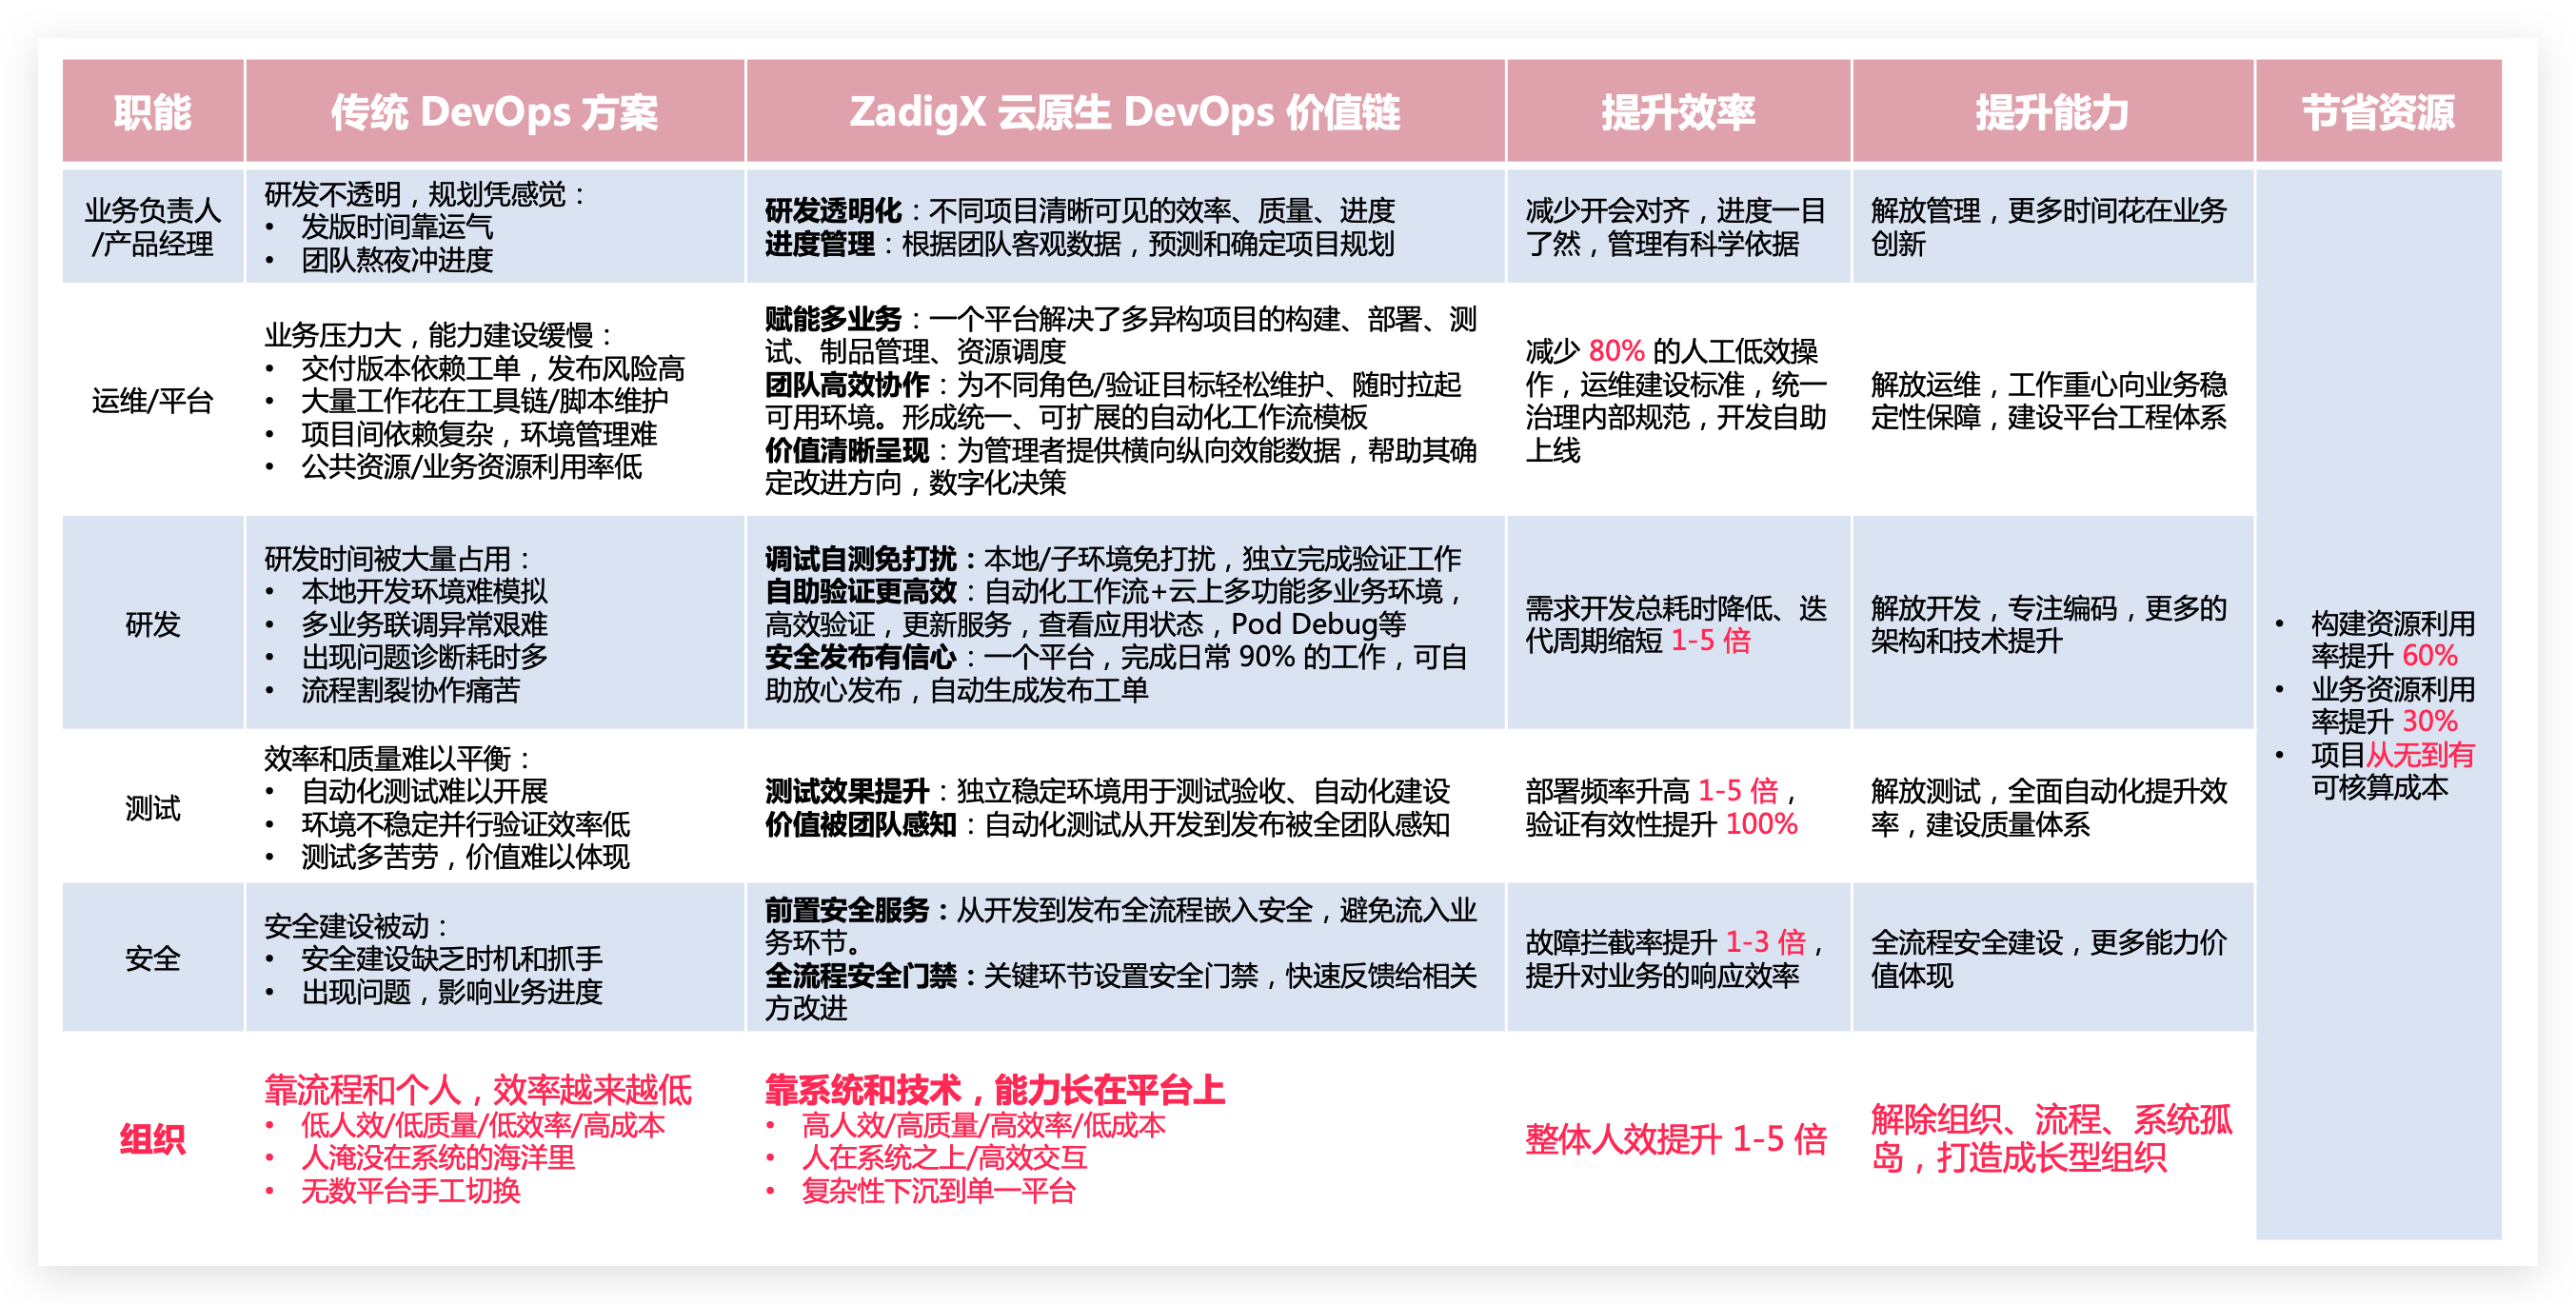 职能
传统 DevOps 方案
ZadigX 云原生 DevOps 价值链
提升效率
提升能力
节省资源
业务负责人
/产品经理
研发不透明，规划凭感觉：
• 发版时间靠运气
• 团队熬夜冲进度
研发透明化：不同项目清晰可见的效率、质量、进度
进度管理：根据团队客观数据，预测和确定项目规划
减少开会对齐，进度一目
了然，管理有科学依据
解放管理，更多时间花在业务
创新
运维/平台
业务压力大，能力建设缓慢：
• 交付版本依赖工单，发布风险高
• 大量工作花在工具链/脚本维护
• 项目间依赖复杂，环境管理难
• 公共资源/业务资源利用率低
赋能多业务：一个平台解决了多异构项目的构建、部署、测
试、制品管理、资源调度
团队高效协作：为不同角色/验证目标轻松维护、随时拉起
可用环境。形成统一、可扩展的自动化工作流模板
价值清晰呈现：为管理者提供横向纵向效能数据，帮助其确
定改进方向，数字化决策
减少 80% 的人工低效操
作，运维建设标准，统一
治理内部规范，开发自助
上线
解放运维，工作重心向业务稳
定性保障，建设平台工程体系
研发
研发时间被大量占用：
• 本地开发环境难模拟
• 多业务联调异常艰难
• 出现问题诊断耗时多
• 流程割裂协作痛苦
调试自测免打扰：本地/子环境免打扰，独立完成验证工作
自助验证更高效：自动化工作流+云上多功能多业务环境，
高效验证，更新服务，查看应用状态，Pod Debug等
安全发布有信心：一个平台，完成日常 90% 的工作，可自
助放心发布，自动生成发布工单
需求开发总耗时降低、迭
代周期缩短 1-5 倍
解放开发，专注编码，更多的
架构和技术提升
测试
效率和质量难以平衡：
• 自动化测试难以开展
• 环境不稳定并行验证效率低
• 测试多苦劳，价值难以体现
测试效果提升：独立稳定环境用于测试验收、自动化建设
价值被团队感知：自动化测试从开发到发布被全团队感知
部署频率升高 1-5 倍，
验证有效性提升 100%
解放测试，全面自动化提升效
率，建设质量体系
安全
安全建设被动：
• 安全建设缺乏时机和抓手
• 出现问题，影响业务进度
前置安全服务：从开发到发布全流程嵌入安全，避免流入业
务环节。
全流程安全门禁：关键环节设置安全门禁，快速反馈给相关
方改进
故障拦截率提升 1-3 倍，
提升对业务的响应效率
全流程安全建设，更多能力价
值体现
组织
靠流程和个人，效率越来越低
• 低人效/低质量/低效率/高成本
• 人淹没在系统的海洋里
• 无数平台手工切换
靠系统和技术，能力长在平台上
• 高人效/高质量/高效率/低成本
• 人在系统之上/高效交互
• 复杂性下沉到单一平台
整体人效提升 1-5 倍
解除组织、流程、系统孤
岛，打造成长型组织
• 构建资源利用
率提升 60%
• 业务资源利用
率提升 30%
• 项目从无到有
可核算成本